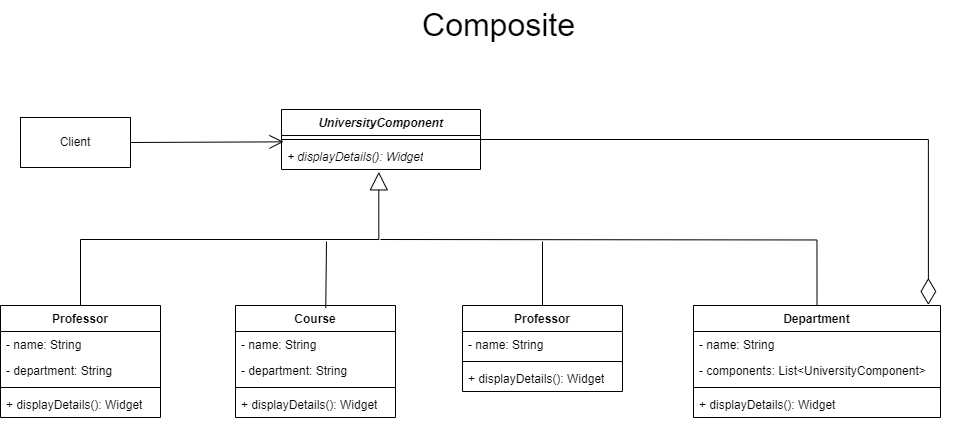 Composite
Client
UniversityComponent
+ displayDetails(): Widget
Professor
- name: String
- department: String
+ displayDetails(): Widget
Course
- name: String
- department: String
+ displayDetails(): Widget
Professor
- name: String
+ displayDetails(): Widget
Department
- name: String
- components: List<UniversityComponent>
+ displayDetails(): Widget